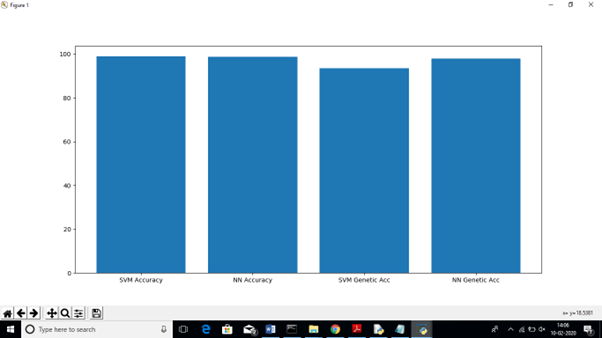 Figure 1
100
80
60
40
20
0
SVM Accuracy
NN Accuracy
SVM Genetic Acc
NN Genetic Acc
x= y=18.5381
Type here to search
14:06
10-02-2020